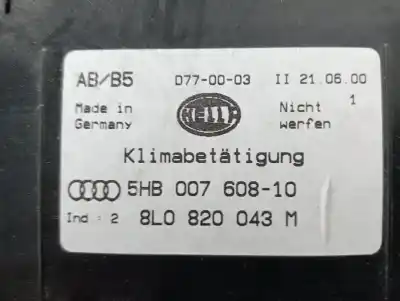 AB/B5 D77-00-03 II 21.06.00
Made in Germany HELLA Nicht werfen 1
Klimabetätigung
5HB 007 608-10
Ind : 2 8L0 820 043 M